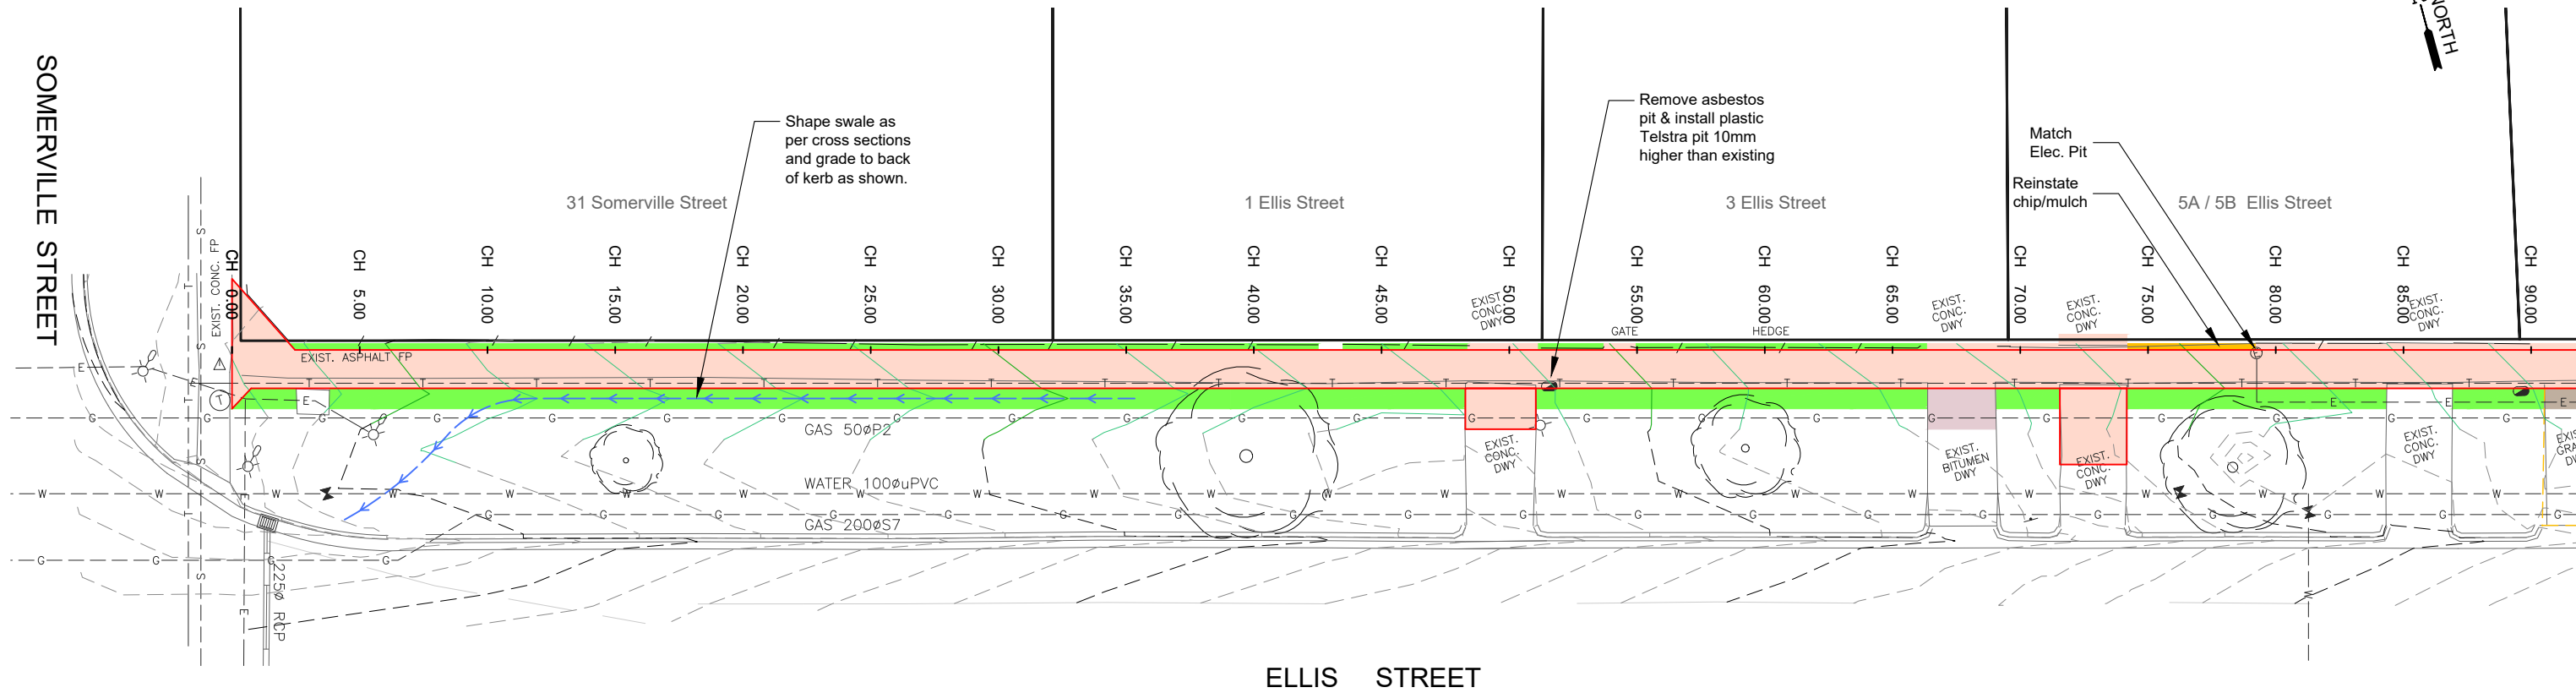 NORTH
SOMERVILLE STREET
Shape swale as
per cross sections
and grade to back
of kerb as shown.
Remove asbestos
pit & install plastic
Telstra pit 10mm
higher than existing
Match
Elec. Pit
Reinstate
chip/mulch
31 Somerville Street
1 Ellis Street
3 Ellis Street
5A / 5B Ellis Street
CH 0.00
CH 5.00
CH 10.00
CH 15.00
CH 20.00
CH 25.00
CH 30.00
CH 35.00
CH 40.00
CH 45.00
CH 50.00
CH 55.00
CH 60.00
CH 65.00
CH 70.00
CH 75.00
CH 80.00
CH 85.00
CH 90.00
EXIST. CONC. FP
EXIST.
CONC.
DWY
GATE
HEDGE
EXIST.
CONC.
DWY
EXIST.
CONC.
DWY
EXIST.
CONC.
DWY
EXIST. ASPHALT FP
GAS 50øP2
WATER 100øuPVC
GAS 200øS7
EXIST.
CONC.
DWY
EXIST.
BITUMEN
DWY
EXIST.
CONC.
DWY
EXIST.
CONC.
DWY
225ø RCP
ELLIS STREET